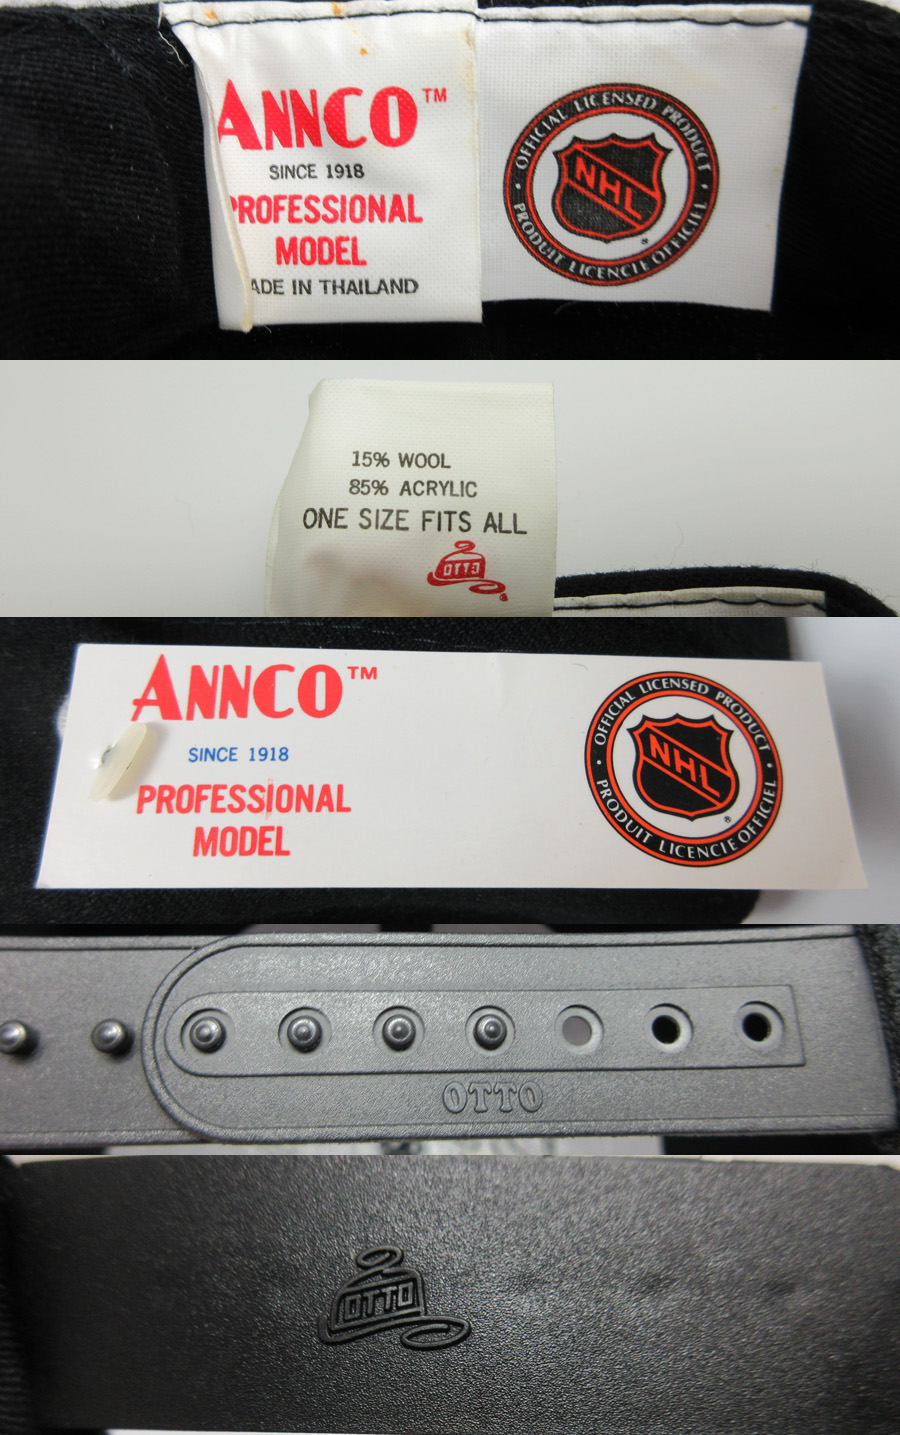 ANNCO™
SINCE 1918
PROFESSIONAL
MODEL
ADE IN THAILAND
• OFFICIAL LICENSED PRODUCT •
NHL
®
PRODUIT LICENCIE OFFICIEL
15% WOOL
85% ACRYLIC
ONE SIZE FITS ALL
OTTO
®
ANNCO™
SINCE 1918
PROFESSIONAL
MODEL
• OFFICIAL LICENSED PRODUCT •
NHL
®
PRODUIT LICENCIE OFFICIEL
OTTO
OTTO